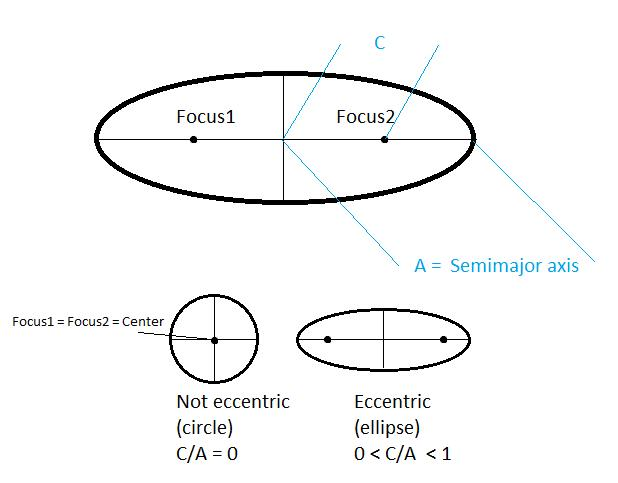 C
Focus1
Focus2
A = Semimajor axis
Focus1 = Focus2 = Center
Not eccentric
(circle)
C/A = 0
Eccentric
(ellipse)
0 < C/A < 1